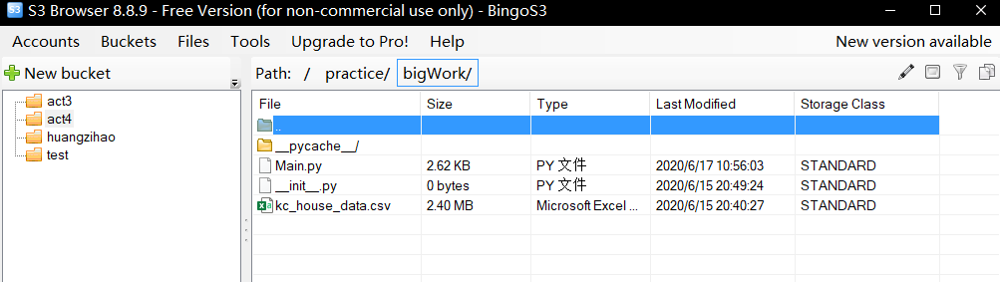 S3 Browser 8.8.9 - Free Version (for non-commercial use only) - BingoS3
Accounts Buckets Files Tools Upgrade to Pro! Help New version available
New bucket
act3
act4
huangzihao
test
Path: / practice/ bigWork/
File Size Type Last Modified Storage Class
..
__pycache__/
Main.py 2.62 KB PY 文件 2020/6/17 10:56:03 STANDARD
__init__.py 0 bytes PY 文件 2020/6/15 20:49:24 STANDARD
kc_house_data.csv 2.40 MB Microsoft Excel ... 2020/6/15 20:40:27 STANDARD